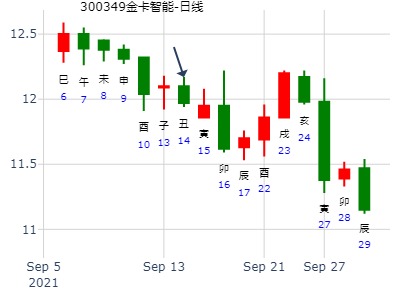 300349金卡智能-日线
12.5
12
11.5
11
巳
6
午
7
未
8
申
9
酉
10
子
13
丑
14
寅
15
卯
16
辰
17
酉
22
戌
23
亥
24
寅
27
卯
28
辰
29
Sep 5
2021
Sep 13
Sep 21
Sep 27